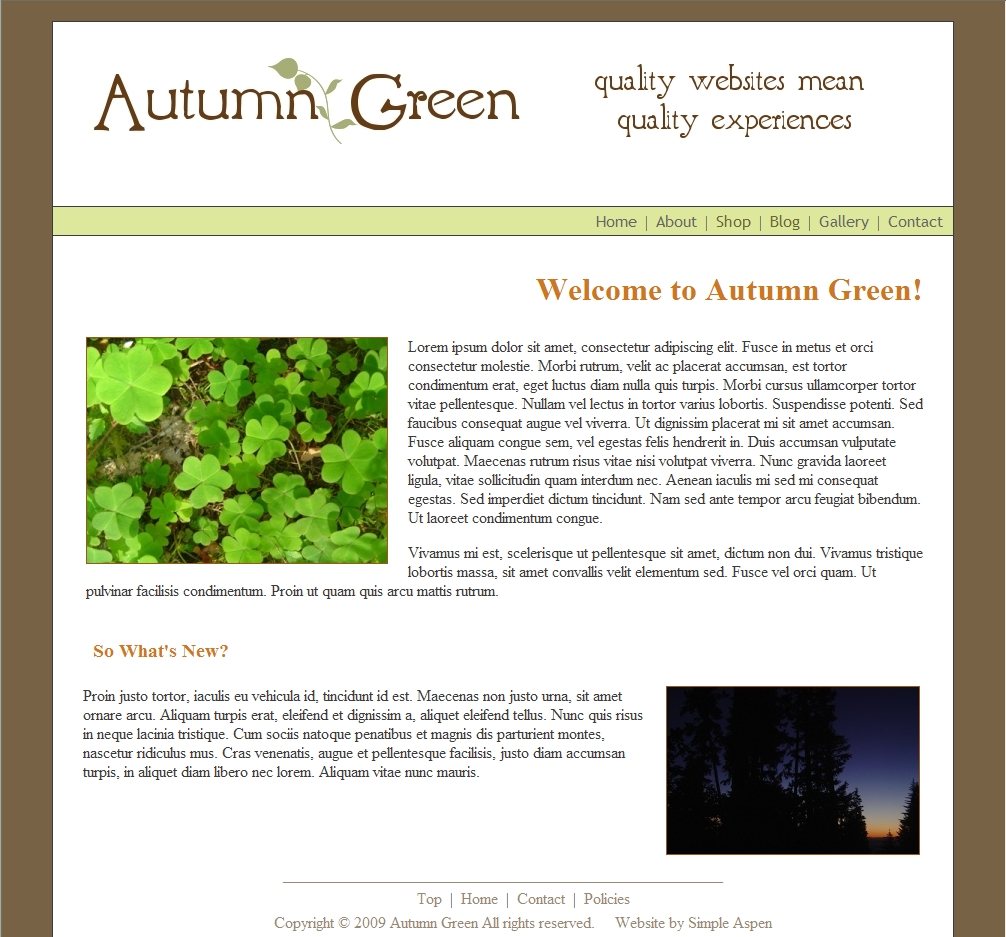 Autumn Green
quality websites mean
quality experiences
Home | About | Shop | Blog | Gallery | Contact
Welcome to Autumn Green!
Lorem ipsum dolor sit amet, consectetur adipiscing elit. Fusce in metus et orci
consectetur molestie. Morbi rutrum, velit ac placerat accumsan, est tortor
condimentum erat, eget luctus diam nulla quis turpis. Morbi cursus ullamcorper tortor
vitae pellentesque. Nullam vel lectus in tortor varius lobortis. Suspendisse potenti. Sed
faucibus consequat augue vel viverra. Ut dignissim placerat mi sit amet accumsan.
Fusce aliquam congue sem, vel egestas felis hendrerit in. Duis accumsan vulputate
volutpat. Maecenas rutrum risus vitae nisi volutpat viverra. Nunc gravida laoreet
ligula, vitae sollicitudin quam interdum nec. Aenean iaculis mi sed mi consequat
egestas. Sed imperdiet dictum tincidunt. Nam sed ante tempor arcu feugiat bibendum.
Ut laoreet condimentum congue.
Vivamus mi est, scelerisque ut pellentesque sit amet, dictum non dui. Vivamus tristique
lobortis massa, sit amet convallis velit elementum sed. Fusce vel orci quam. Ut
pulvinar facilisis condimentum. Proin ut quam quis arcu mattis rutrum.
So What's New?
Proin justo tortor, iaculis eu vehicula id, tincidunt id est. Maecenas non justo urna, sit amet
ornare arcu. Aliquam turpis erat, eleifend et dignissim a, aliquet eleifend tellus. Nunc quis risus
in neque lacinia tristique. Cum sociis natoque penatibus et magnis dis parturient montes,
nascetur ridiculus mus. Cras venenatis, augue et pellentesque facilisis, justo diam accumsan
turpis, in aliquet diam libero nec lorem. Aliquam vitae nunc mauris.
Top | Home | Contact | Policies
Copyright © 2009 Autumn Green All rights reserved. Website by Simple Aspen